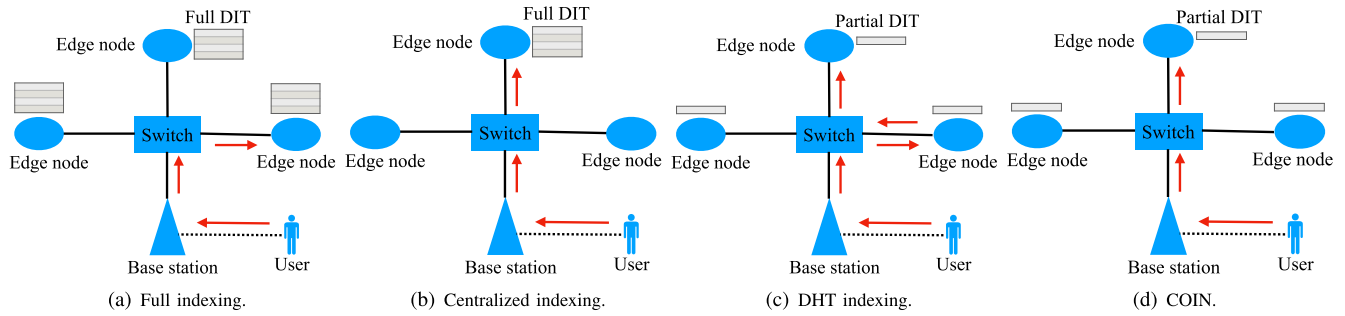 Full DIT
Edge node
Edge node
Switch
Edge node
Base station
User
(a) Full indexing.
Full DIT
Edge node
Switch
Edge node
Edge node
Base station
User
(b) Centralized indexing.
Partial DIT
Edge node
Switch
Edge node
Edge node
Base station
User
(c) DHT indexing.
Partial DIT
Edge node
Switch
Edge node
Edge node
Base station
User
(d) COIN.